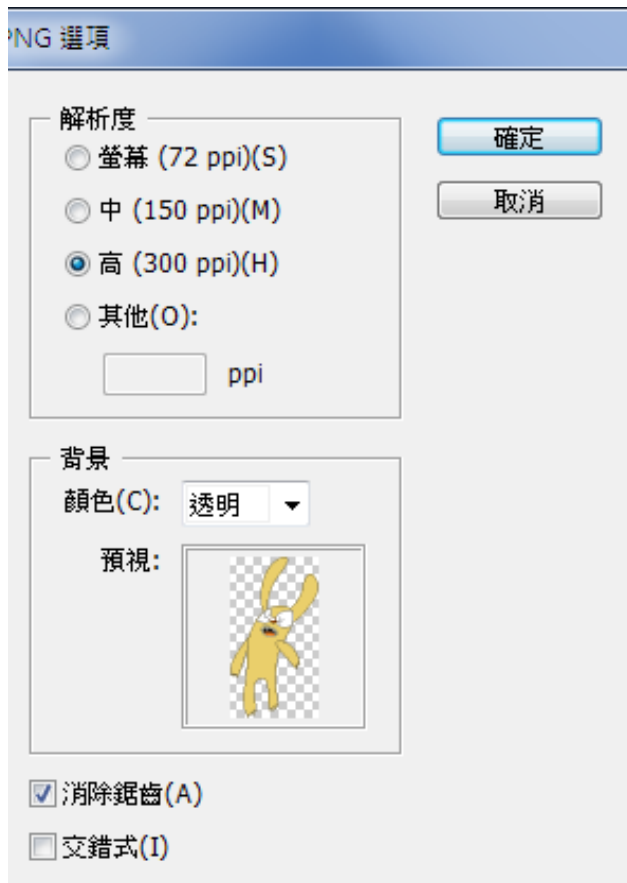 PNG 選項
解析度
螢幕 (72 ppi)(S)
中 (150 ppi)(M)
高 (300 ppi)(H)
其他(O):
ppi
確定
取消
背景
顏色(C): 透明
預視:
消除鋸齒(A)
交錯式(I)